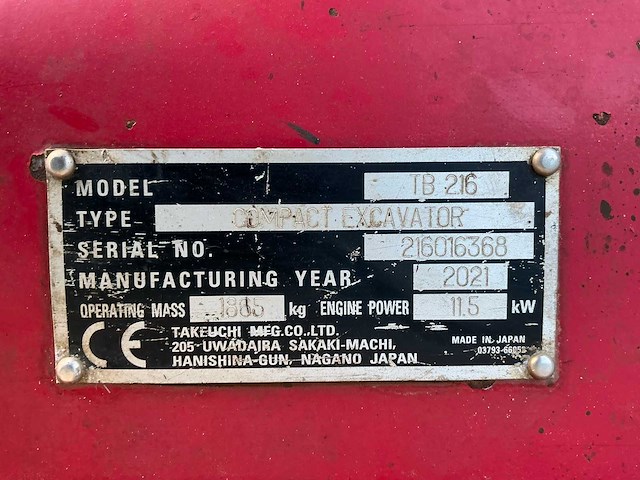 MODEL TB 216
TYPE COMPACT EXCAVATOR
SERIAL NO. 216016368
MANUFACTURING YEAR 2021
OPERATING MASS kg ENGINE POWER 11.5 kW
CE TAKEUCHI MFG.CO.,LTD.
205 UWADAIRA SAKAKI-MACHI,
HANISHINA-GUN, NAGANO JAPAN
MADE IN JAPAN